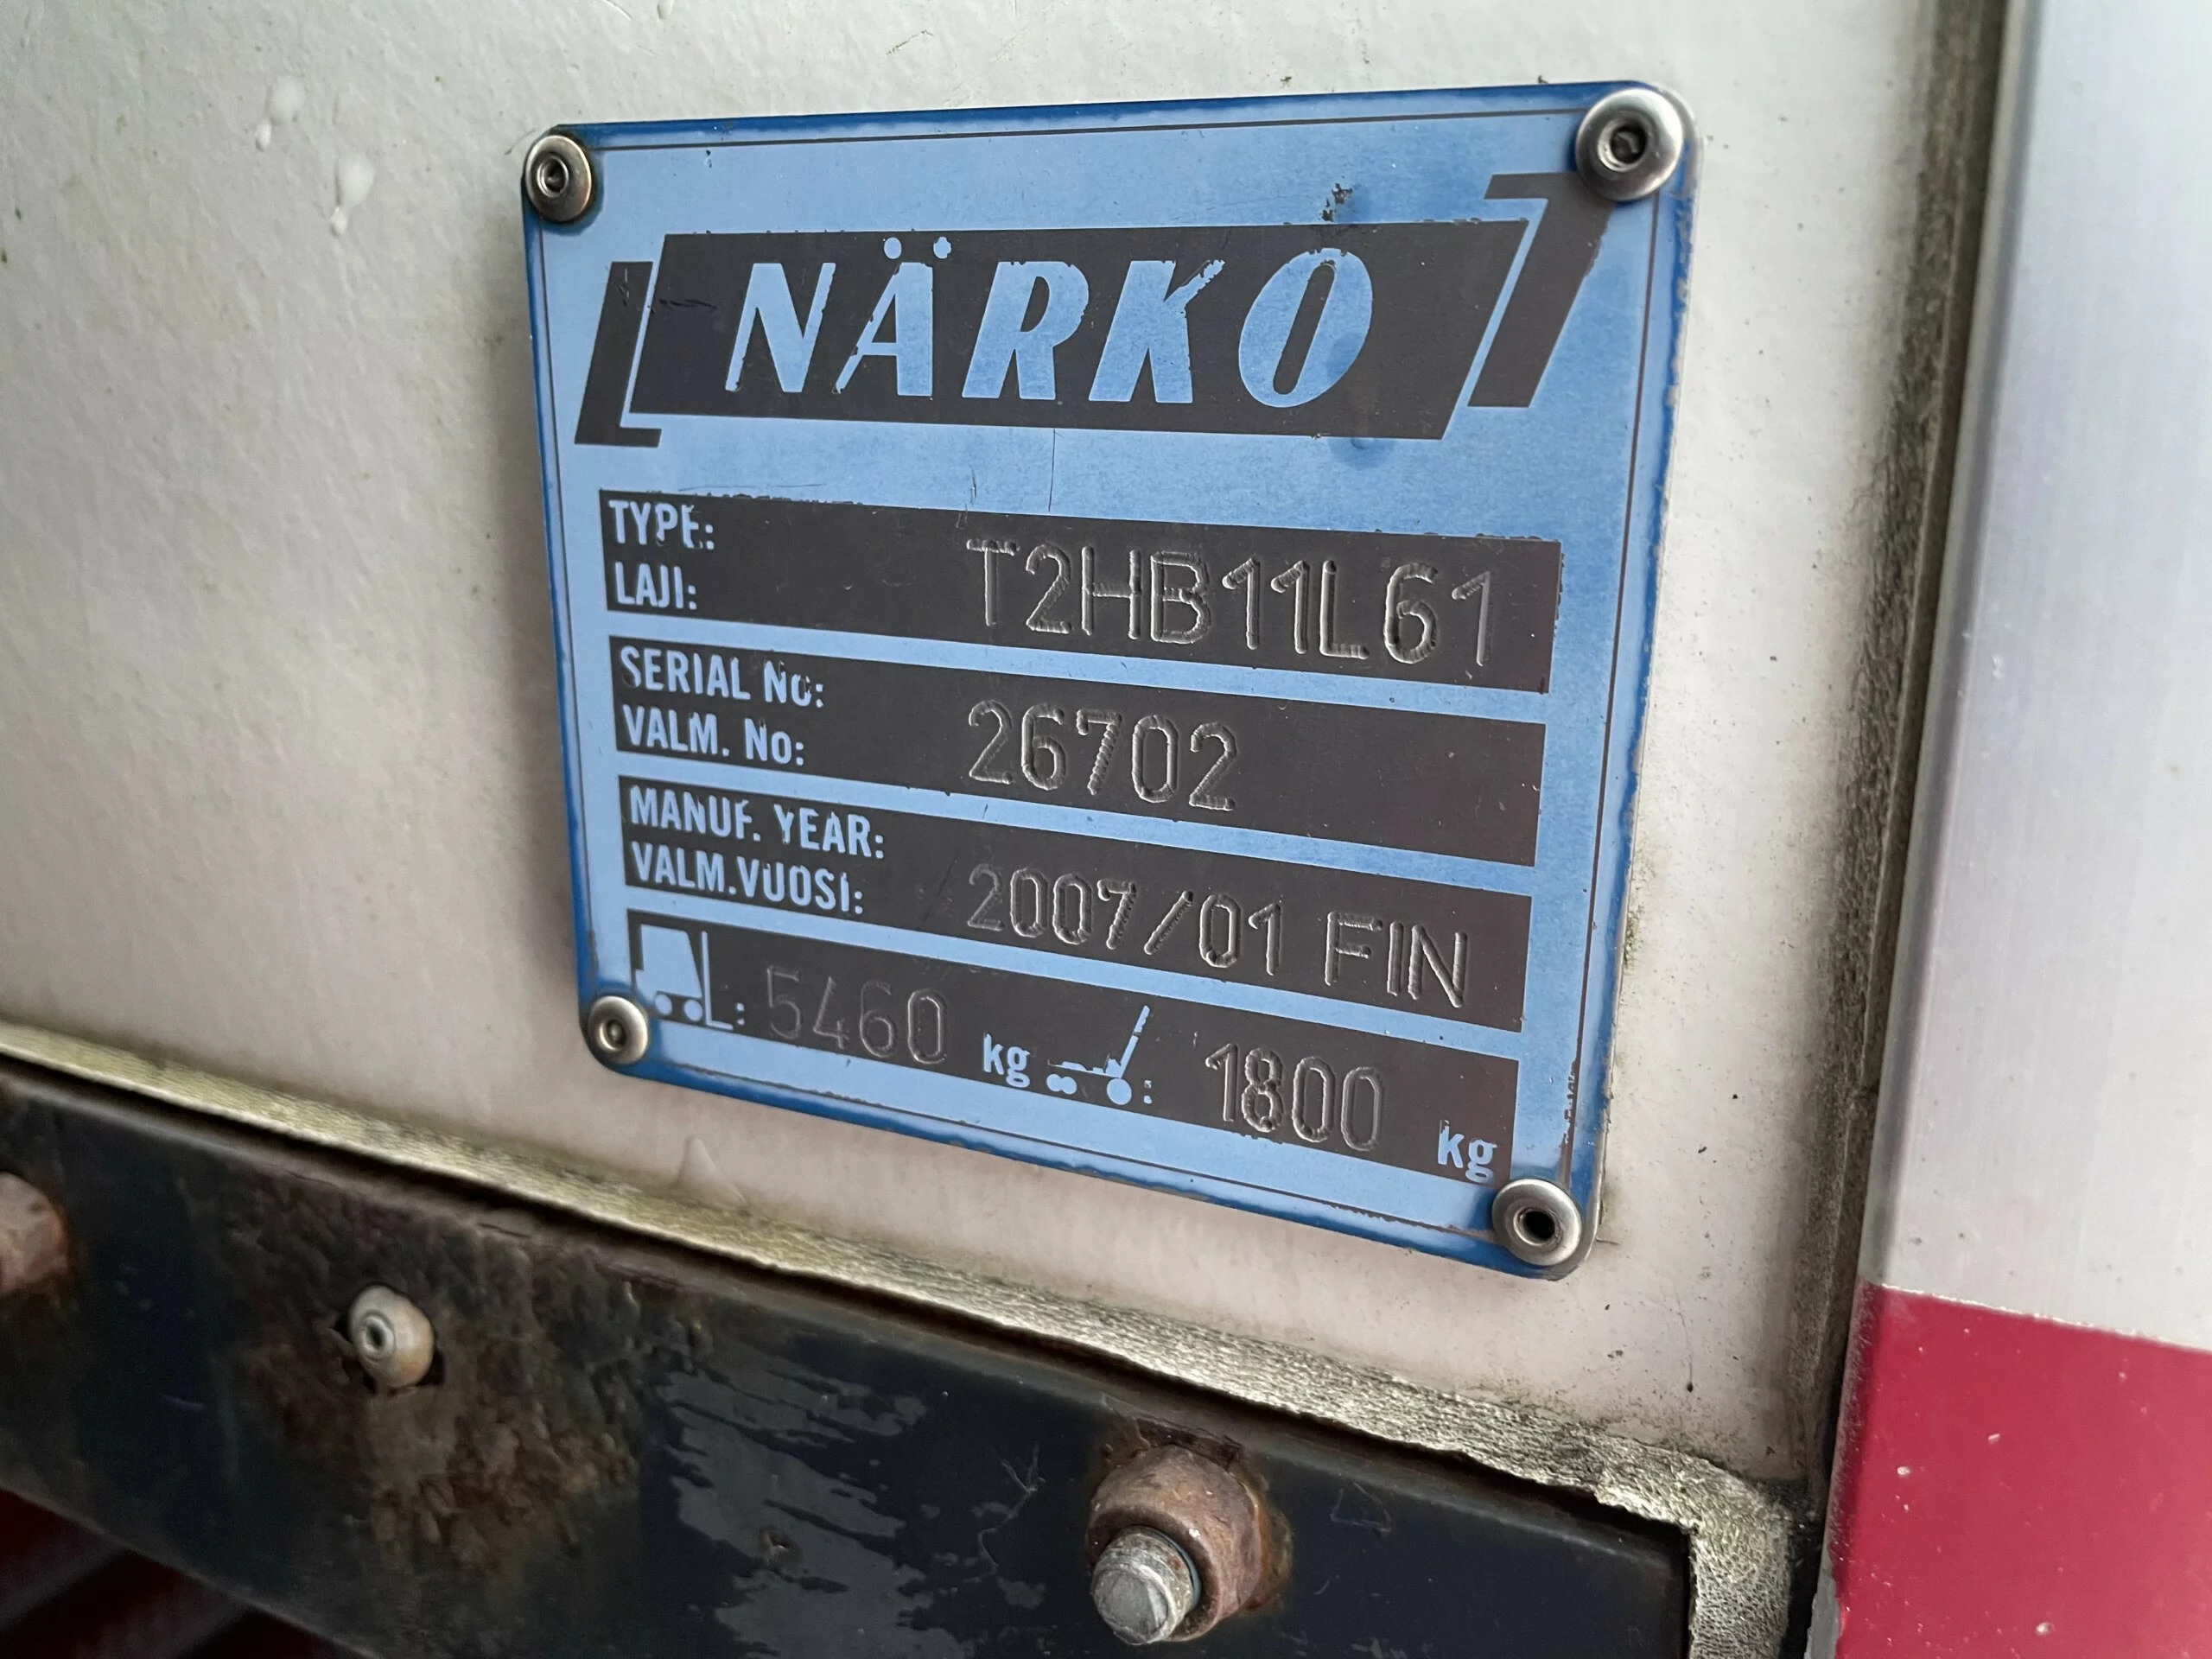 NÄRKO
TYPE:
LAJI:
T2HB11L61
SERIAL No:
VALM. No:
26702
MANUF. YEAR:
VALM.VUOSI:
2007/01 FIN
L: 5460 kg : 1800 kg